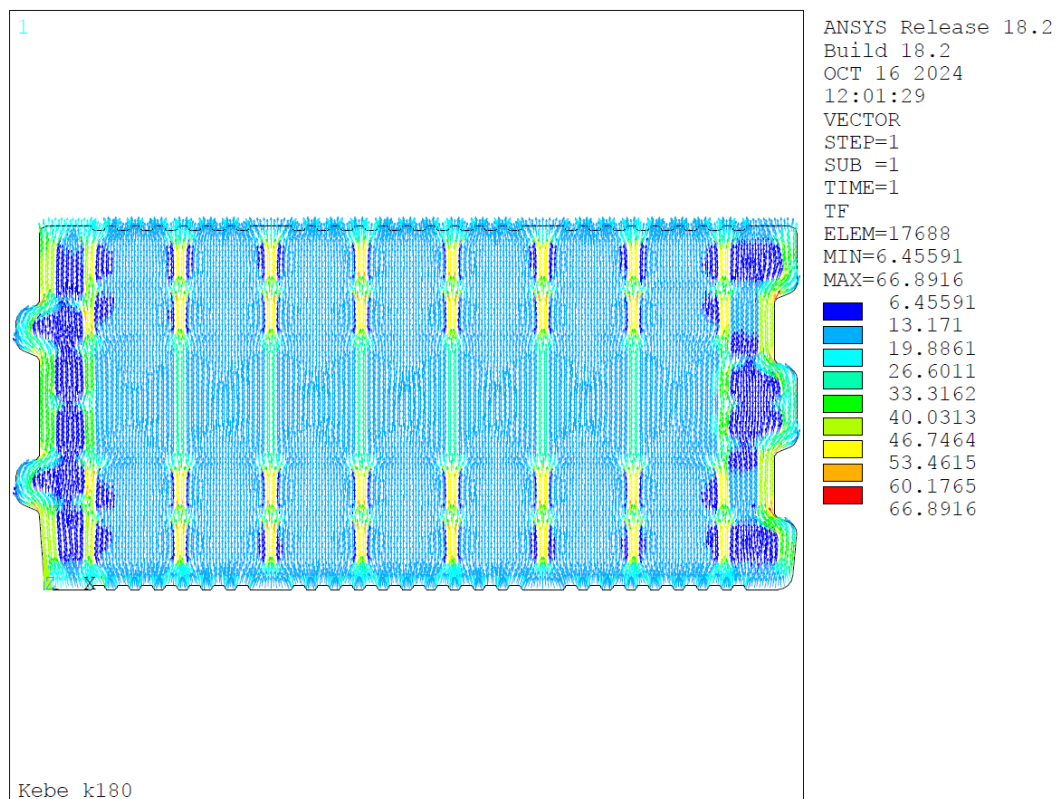 1
ANSYS Release 18.2
Build 18.2
OCT 16 2024
12:01:29
VECTOR
STEP=1
SUB =1
TIME=1
TF
ELEM=17688
MIN=6.45591
MAX=66.8916
6.45591
13.171
19.8861
26.6011
33.3162
40.0313
46.7464
53.4615
60.1765
66.8916
Z X
Kebe k180